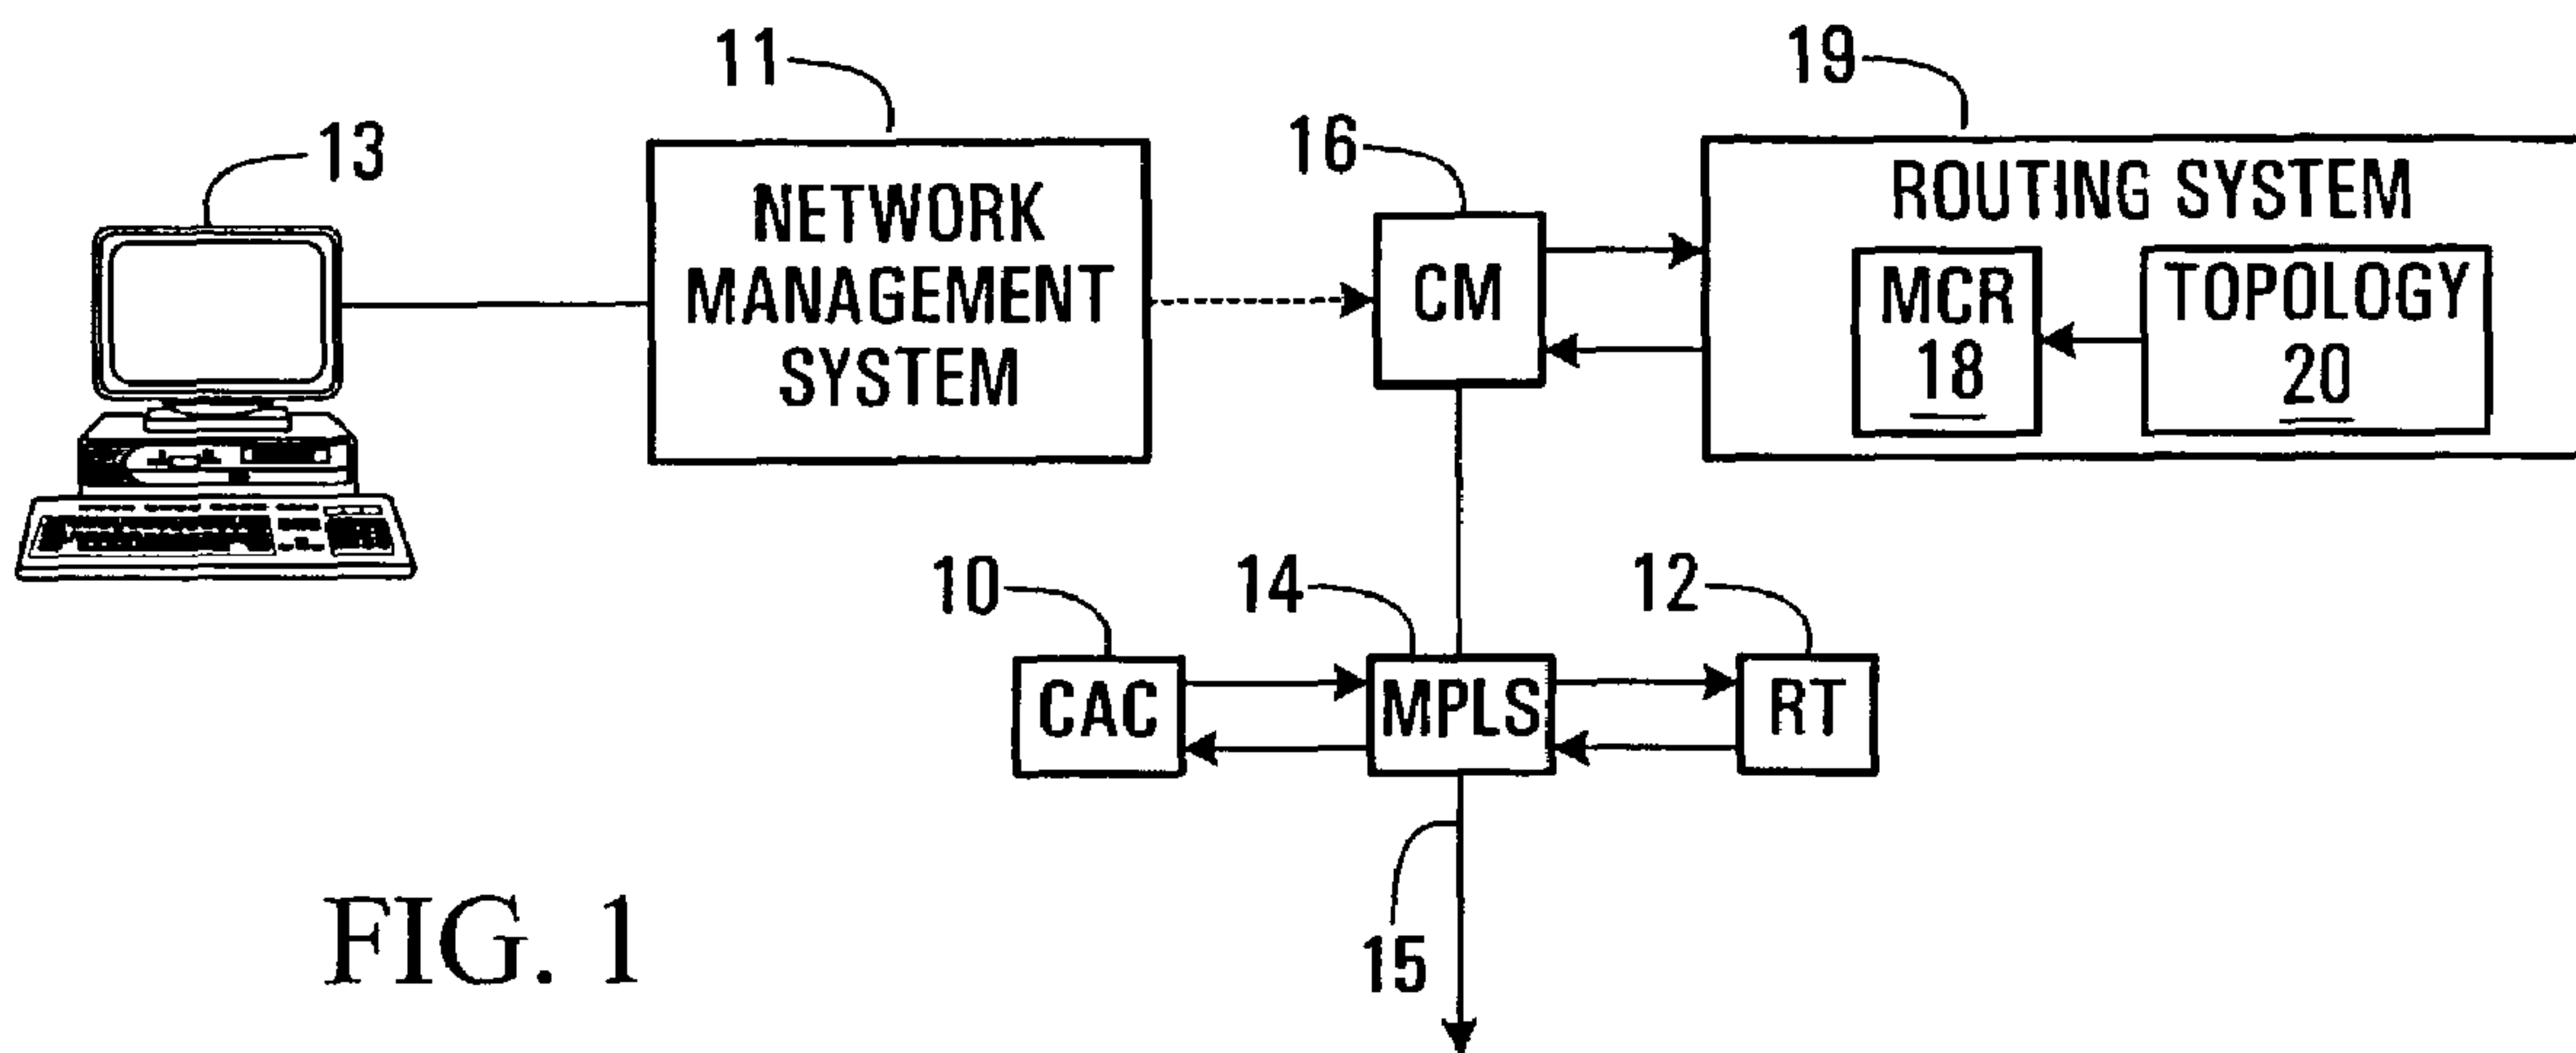 11
19
13
16
NETWORK
MANAGEMENT
SYSTEM
CM
ROUTING SYSTEM
MCR
18
TOPOLOGY
20
10
14
12
CAC
MPLS
RT
15
FIG. 1